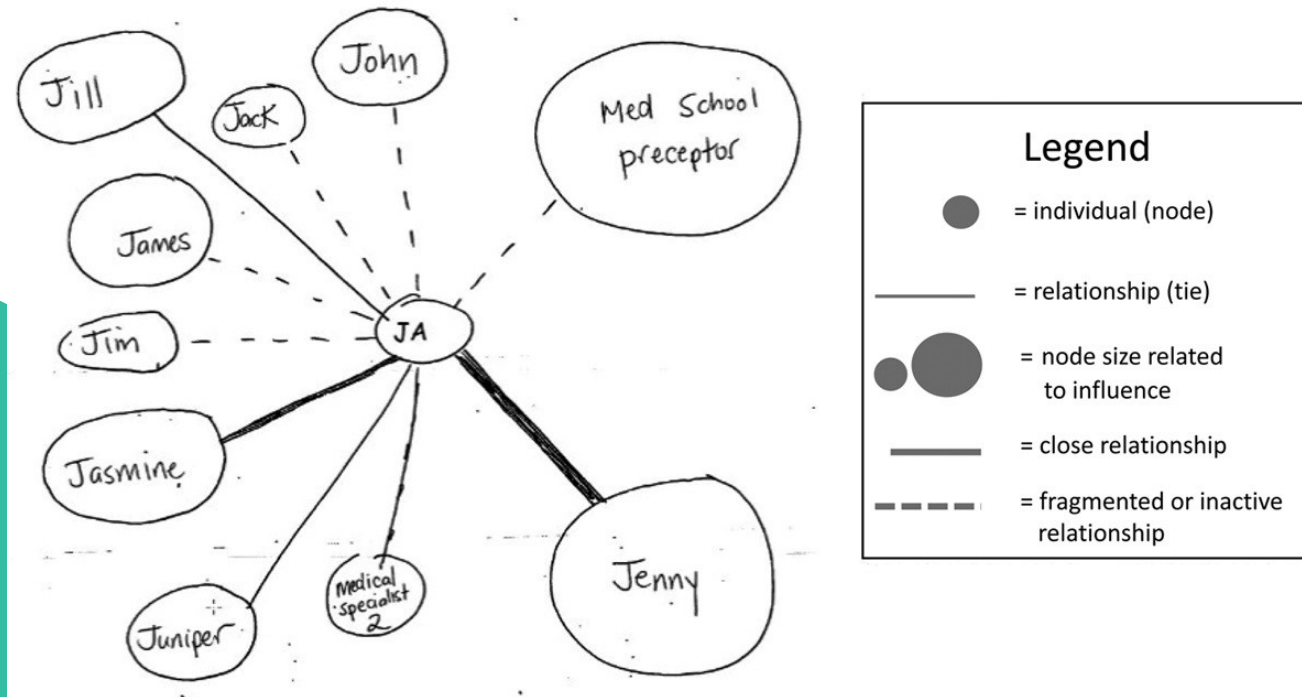 Jill
John
Jack
Med School
preceptor
James
JA
Jim
Jasmine
Juniper
Medical
specialist
2
Jenny
Legend
= individual (node)
= relationship (tie)
= node size related
to influence
= close relationship
= fragmented or inactive
relationship